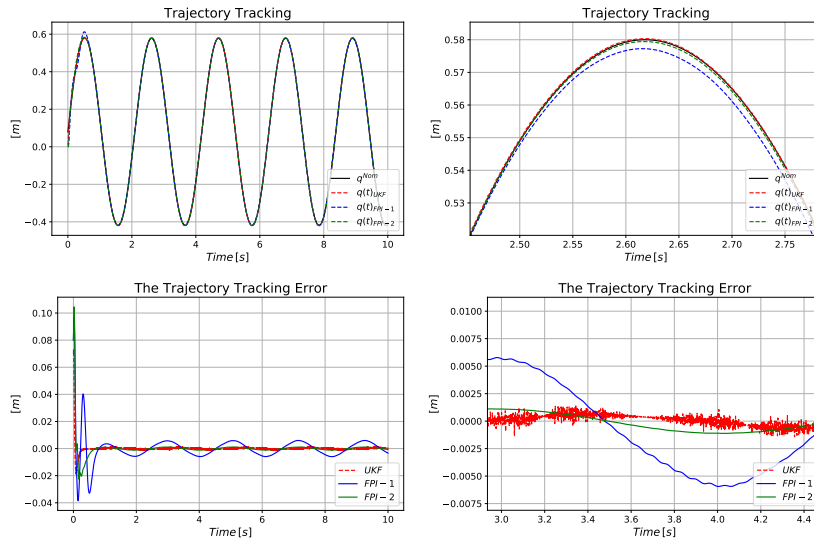 Trajectory Tracking
[m]
0.6
0.4
0.2
0.0
−0.2
−0.4
0
2
4
6
8
10
Time [s]
q^Nom
q(t)_UKF
q(t)_FPI−1
q(t)_FPI−2
Trajectory Tracking
[m]
0.58
0.57
0.56
0.55
0.54
0.53
2.50
2.55
2.60
2.65
2.70
2.75
Time [s]
q^Nom
q(t)_UKF
q(t)_FPI−1
q(t)_FPI−2
The Trajectory Tracking Error
[m]
0.10
0.08
0.06
0.04
0.02
0.00
−0.02
−0.04
0
2
4
6
8
10
Time [s]
UKF
FPI − 1
FPI − 2
The Trajectory Tracking Error
[m]
0.0100
0.0075
0.0050
0.0025
0.0000
−0.0025
−0.0050
−0.0075
3.0
3.2
3.4
3.6
3.8
4.0
4.2
4.4
Time [s]
UKF
FPI − 1
FPI − 2